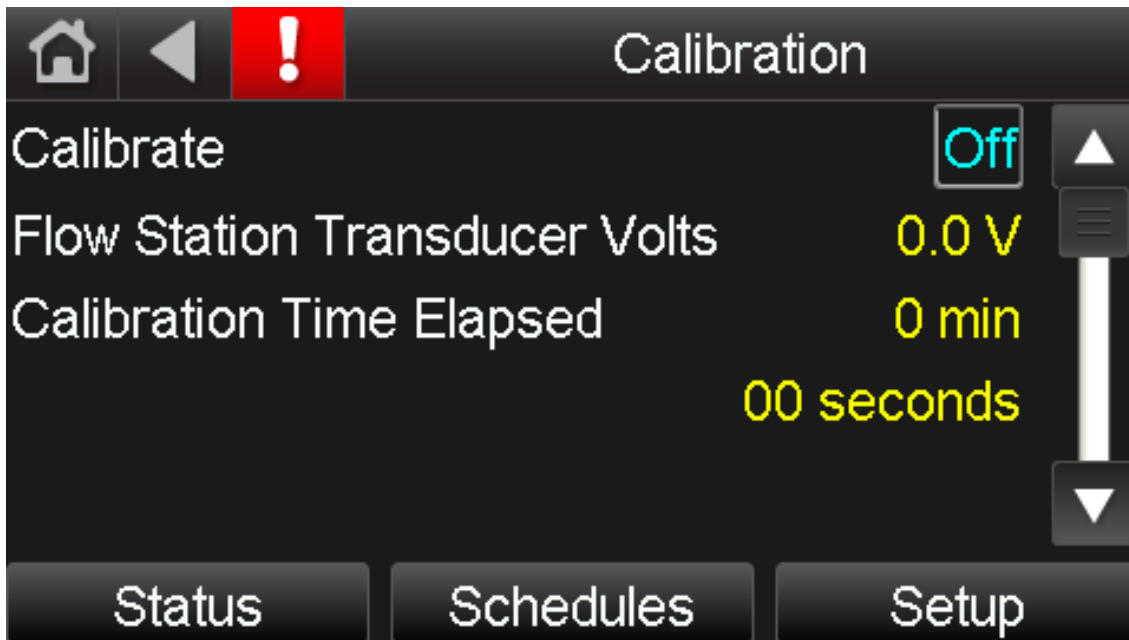 ! Calibration
Calibrate Off
Flow Station Transducer Volts 0.0 V
Calibration Time Elapsed 0 min
00 seconds
Status Schedules Setup